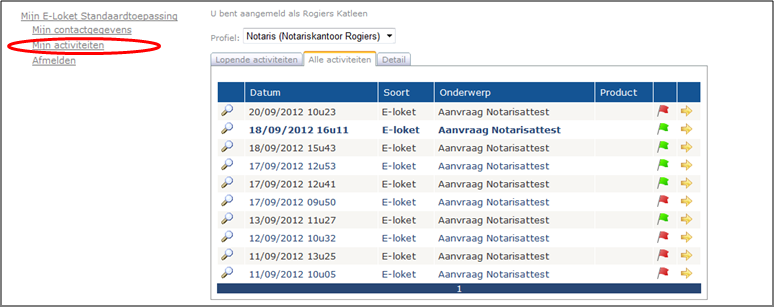 Mijn E-Loket Standaardtoepassing
Mijn contactgegevens
Mijn activiteiten
Afmelden
U bent aangemeld als Rogiers Katleen
Profiel: Notaris (Notariskantoor Rogiers)
Lopende activiteiten Alle activiteiten Detail
Datum Soort Onderwerp Product
20/09/2012 10u23 E-loket Aanvraag Notarisattest
18/09/2012 16u11 E-loket Aanvraag Notarisattest
18/09/2012 15u43 E-loket Aanvraag Notarisattest
17/09/2012 12u53 E-loket Aanvraag Notarisattest
17/09/2012 12u41 E-loket Aanvraag Notarisattest
17/09/2012 09u50 E-loket Aanvraag Notarisattest
13/09/2012 11u27 E-loket Aanvraag Notarisattest
12/09/2012 10u32 E-loket Aanvraag Notarisattest
11/09/2012 13u25 E-loket Aanvraag Notarisattest
11/09/2012 10u05 E-loket Aanvraag Notarisattest
1